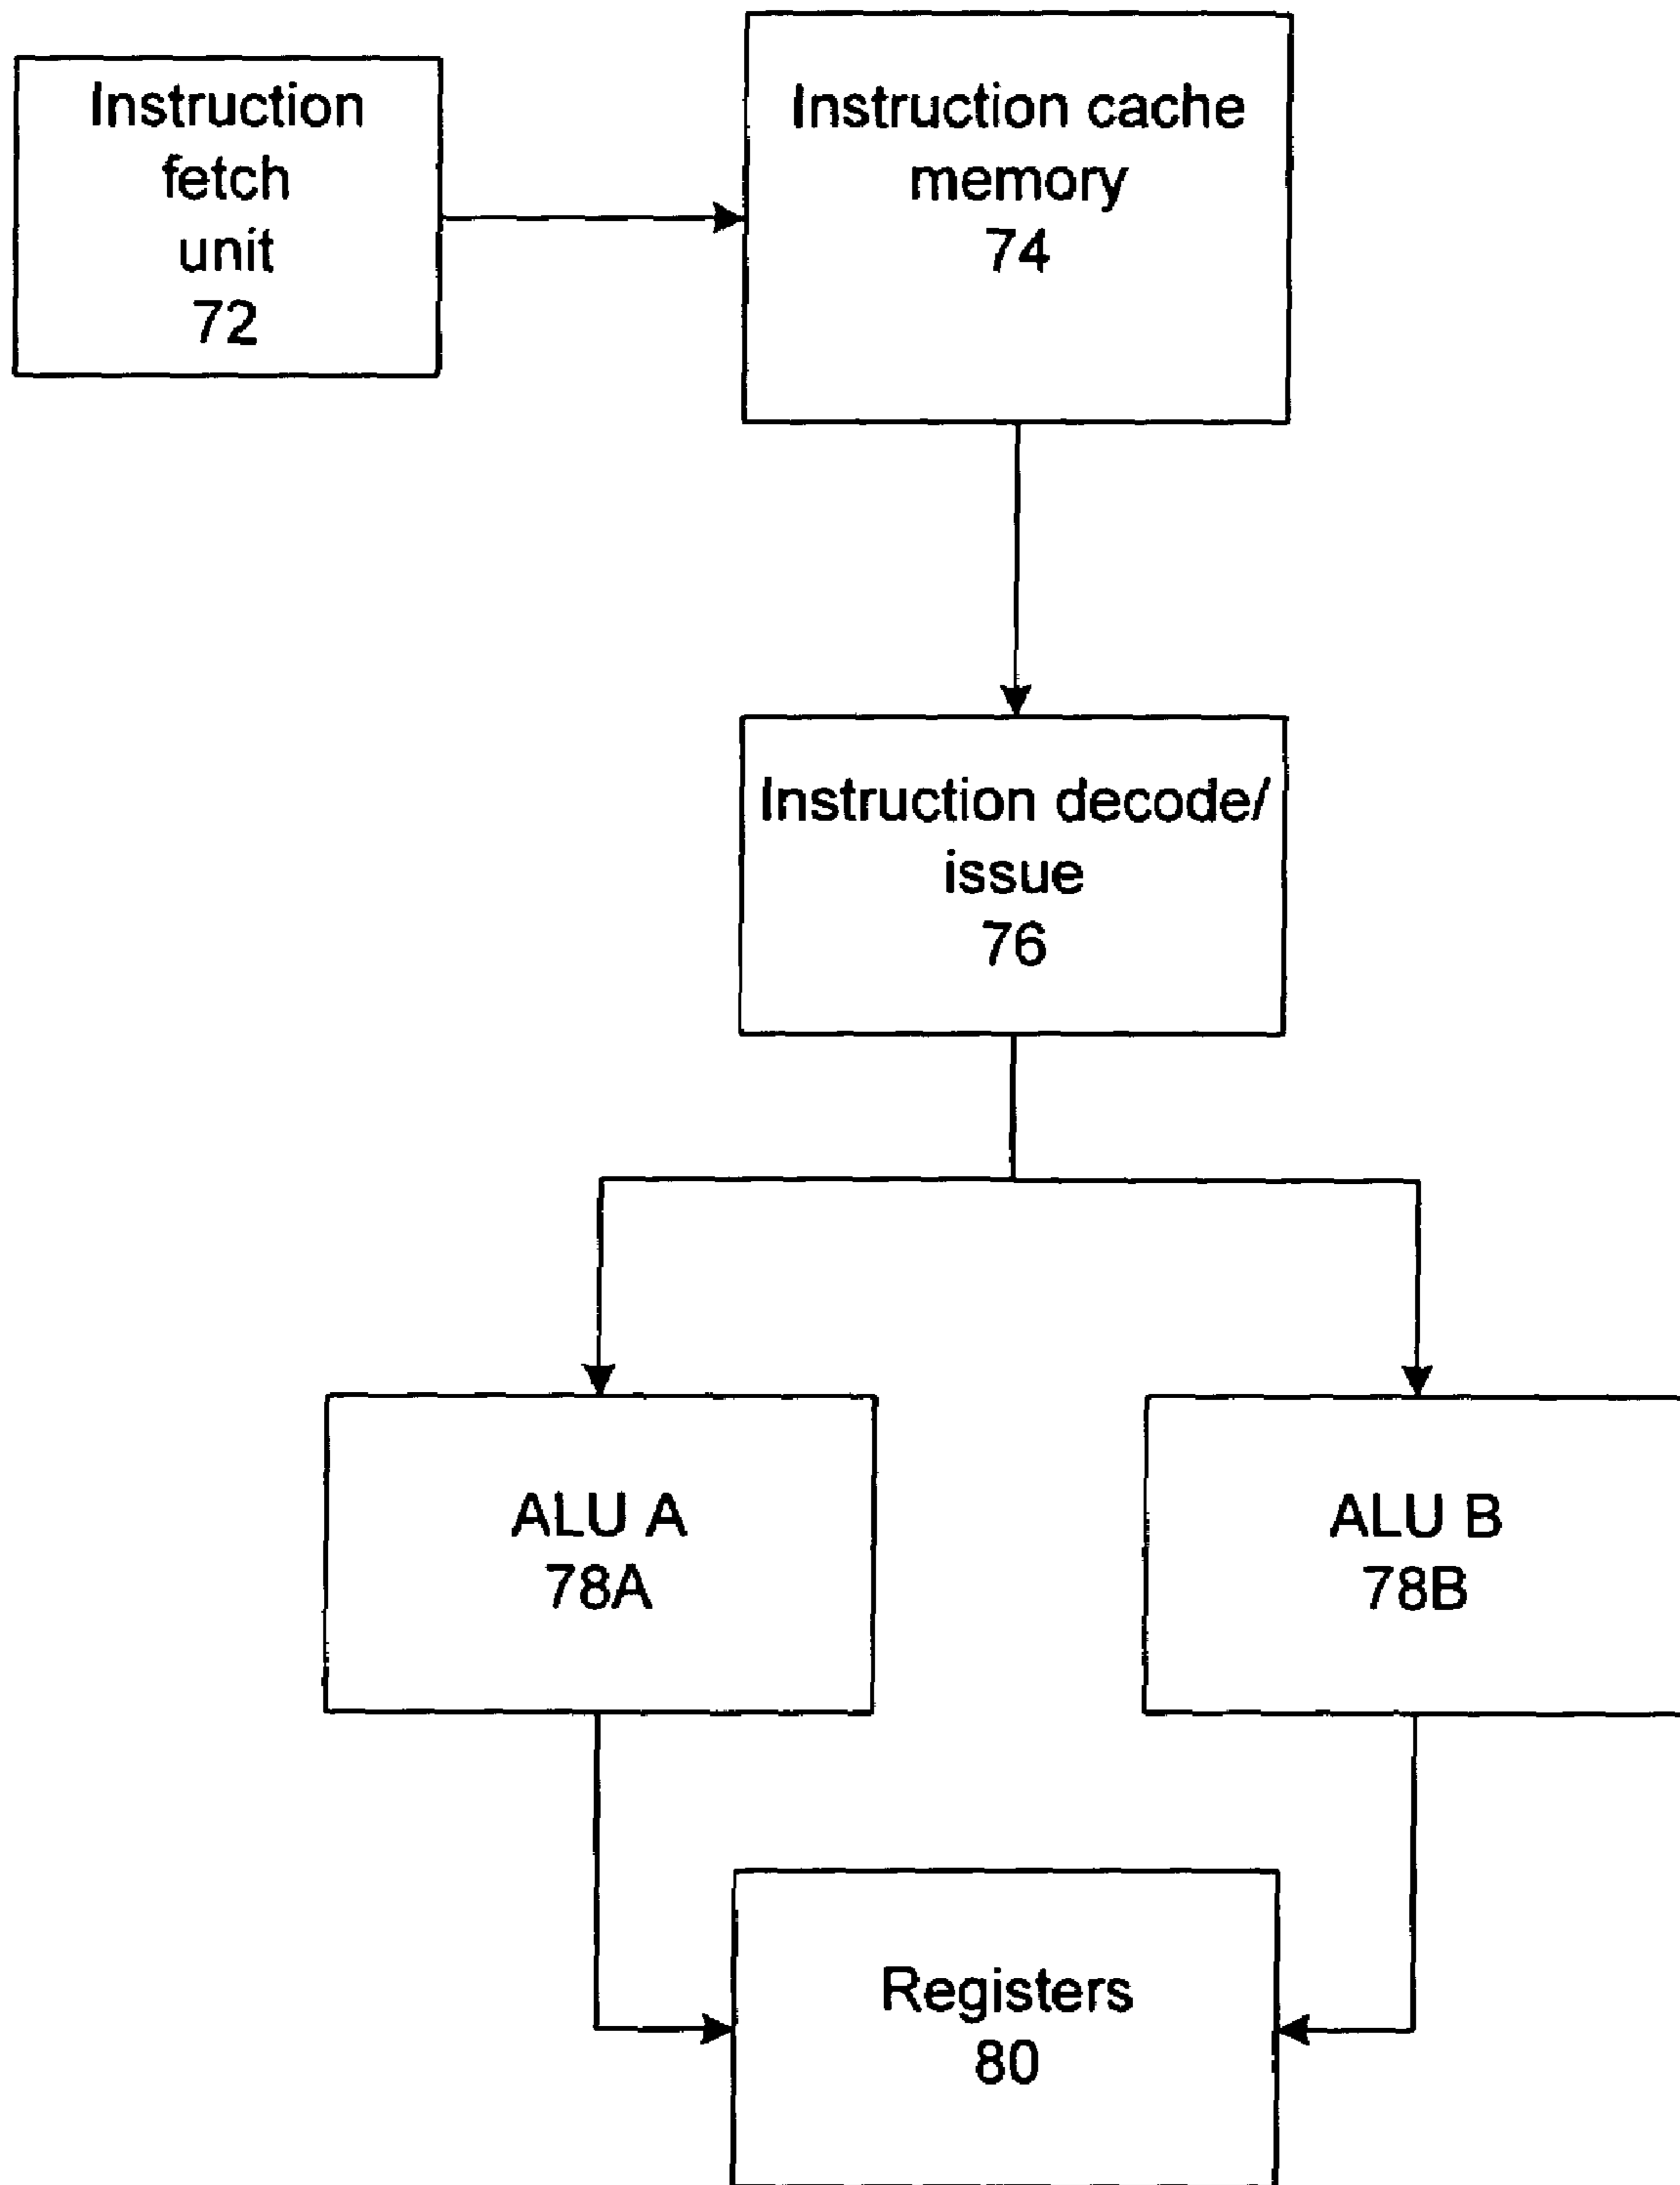 Instruction
fetch
unit
72
Instruction cache
memory
74
Instruction decode/
issue
76
ALU A
78A
ALU B
78B
Registers
80